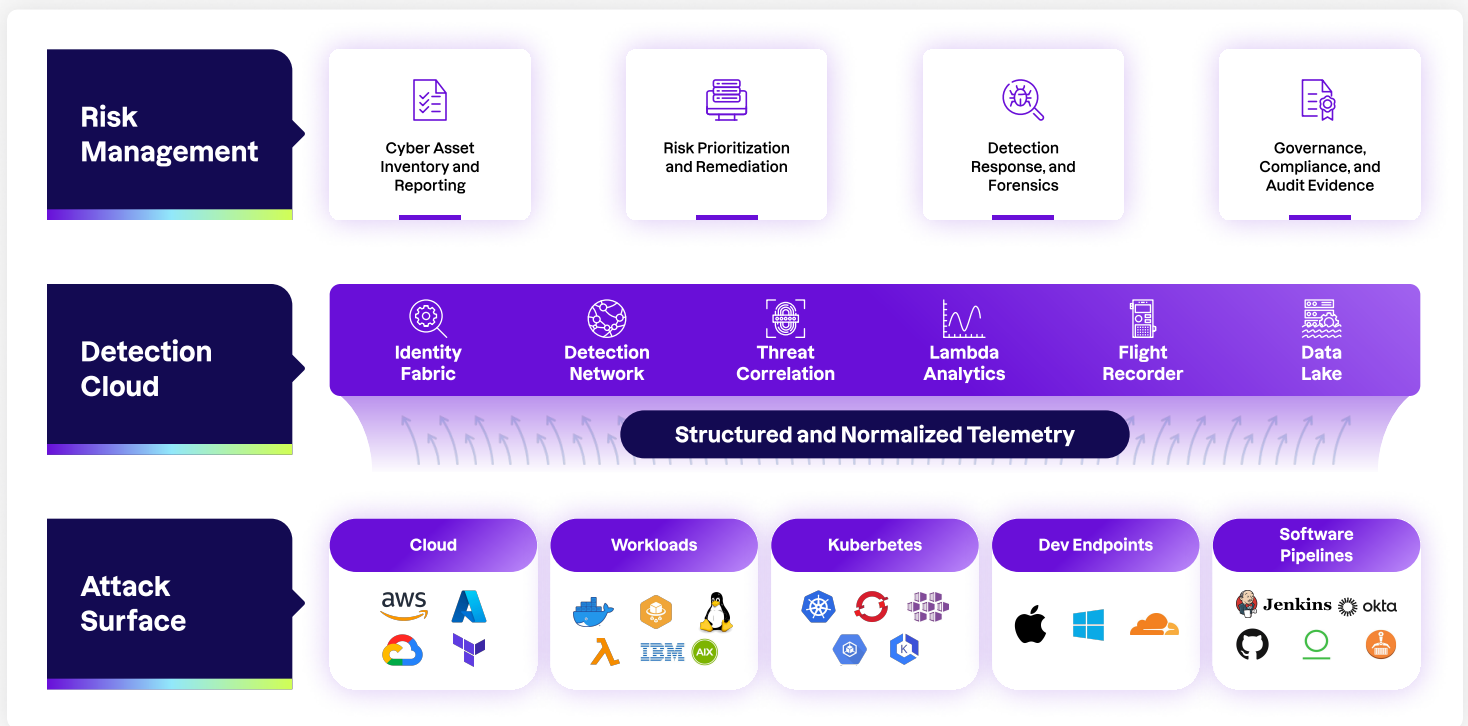 Risk
Management
Cyber Asset
Inventory and
Reporting
Risk Prioritization
and Remediation
Detection
Response, and
Forensics
Governance,
Compliance, and
Audit Evidence
Detection
Cloud
Identity
Fabric
Detection
Network
Threat
Correlation
Lambda
Analytics
Flight
Recorder
Data
Lake
Structured and Normalized Telemetry
Attack
Surface
Cloud
aws
Workloads
IBM
AIX
Kuberbetes
K
Dev Endpoints
Software
Pipelines
Jenkins
okta